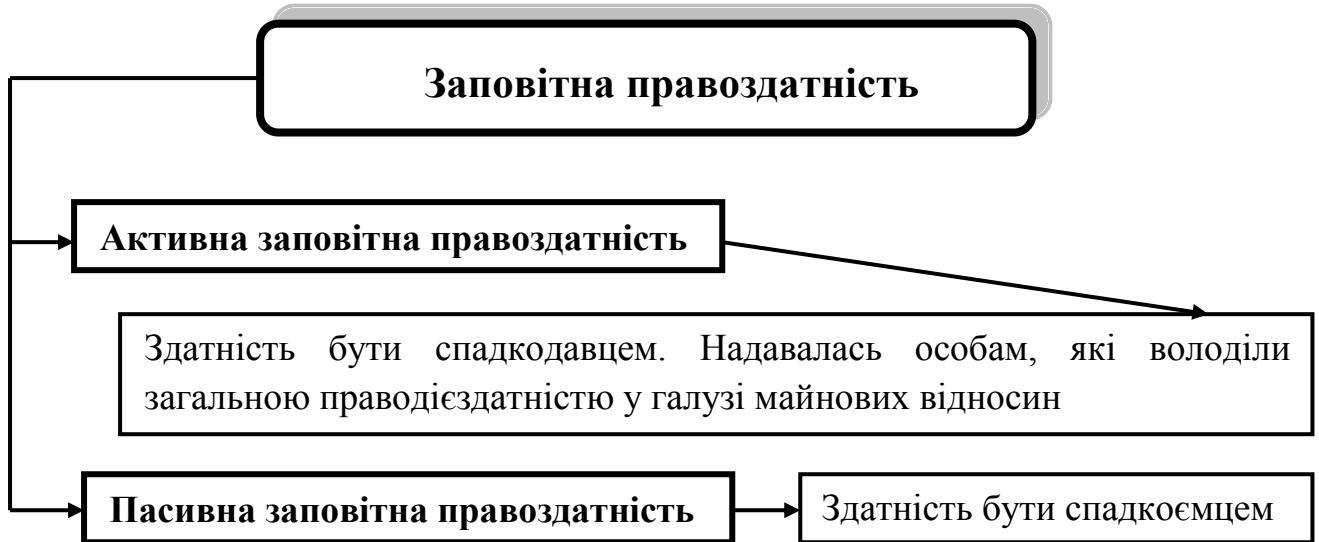 Заповітна правоздатність
Активна заповітна правоздатність
Здатність бути спадкодавцем. Надавалась особам, які володіли
загальною праводієздатністю у галузі майнових відносин
Пасивна заповітна правоздатність
Здатність бути спадкоємцем